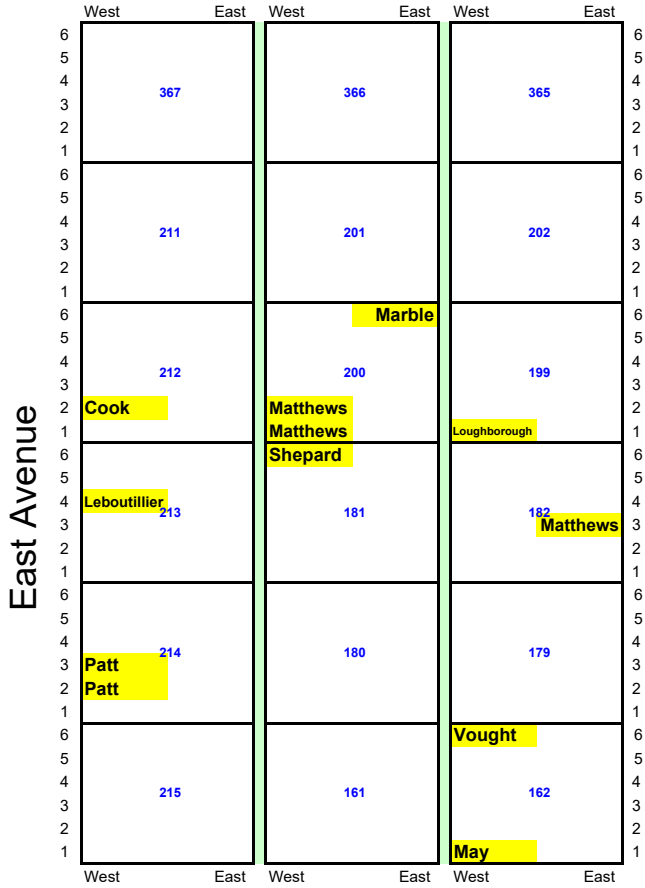 West East West East West East
6 6
5 5
4 4
367 366 365
3 3
2 2
1 1
6 6
5 5
4 4
211 201 202
3 3
2 2
1 1
6 Marble 6
5 5
4 4
212 200 199
3 3
2 Cook Matthews 2
1 Matthews Loughborough 1
6 Shepard 6
5 5
4 Leboutillier 4
213 181 182
3 Matthews 3
2 2
1 1
6 6
5 5
4 4
214 180 179
3 Patt 3
2 Patt 2
1 1
6 Vought 6
5 5
4 4
215 161 162
3 3
2 2
1 May 1
West East West East West East
East Avenue